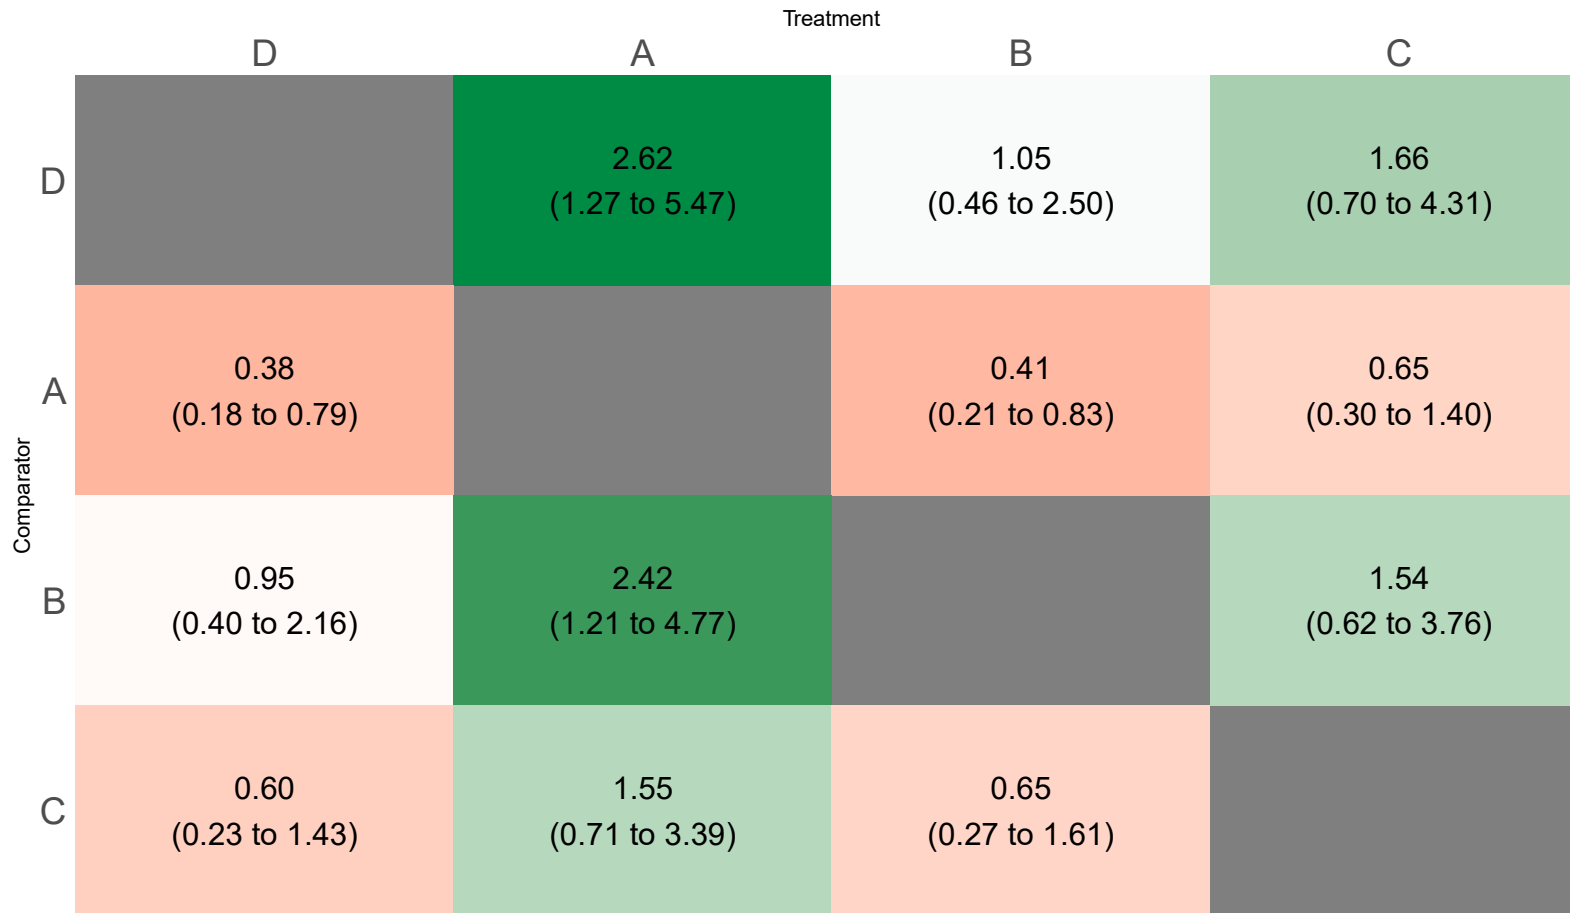 Treatment
D A B C
D
2.62
(1.27 to 5.47)
1.05
(0.46 to 2.50)
1.66
(0.70 to 4.31)
A
0.38
(0.18 to 0.79)
0.41
(0.21 to 0.83)
0.65
(0.30 to 1.40)
Comparator
B
0.95
(0.40 to 2.16)
2.42
(1.21 to 4.77)
1.54
(0.62 to 3.76)
C
0.60
(0.23 to 1.43)
1.55
(0.71 to 3.39)
0.65
(0.27 to 1.61)